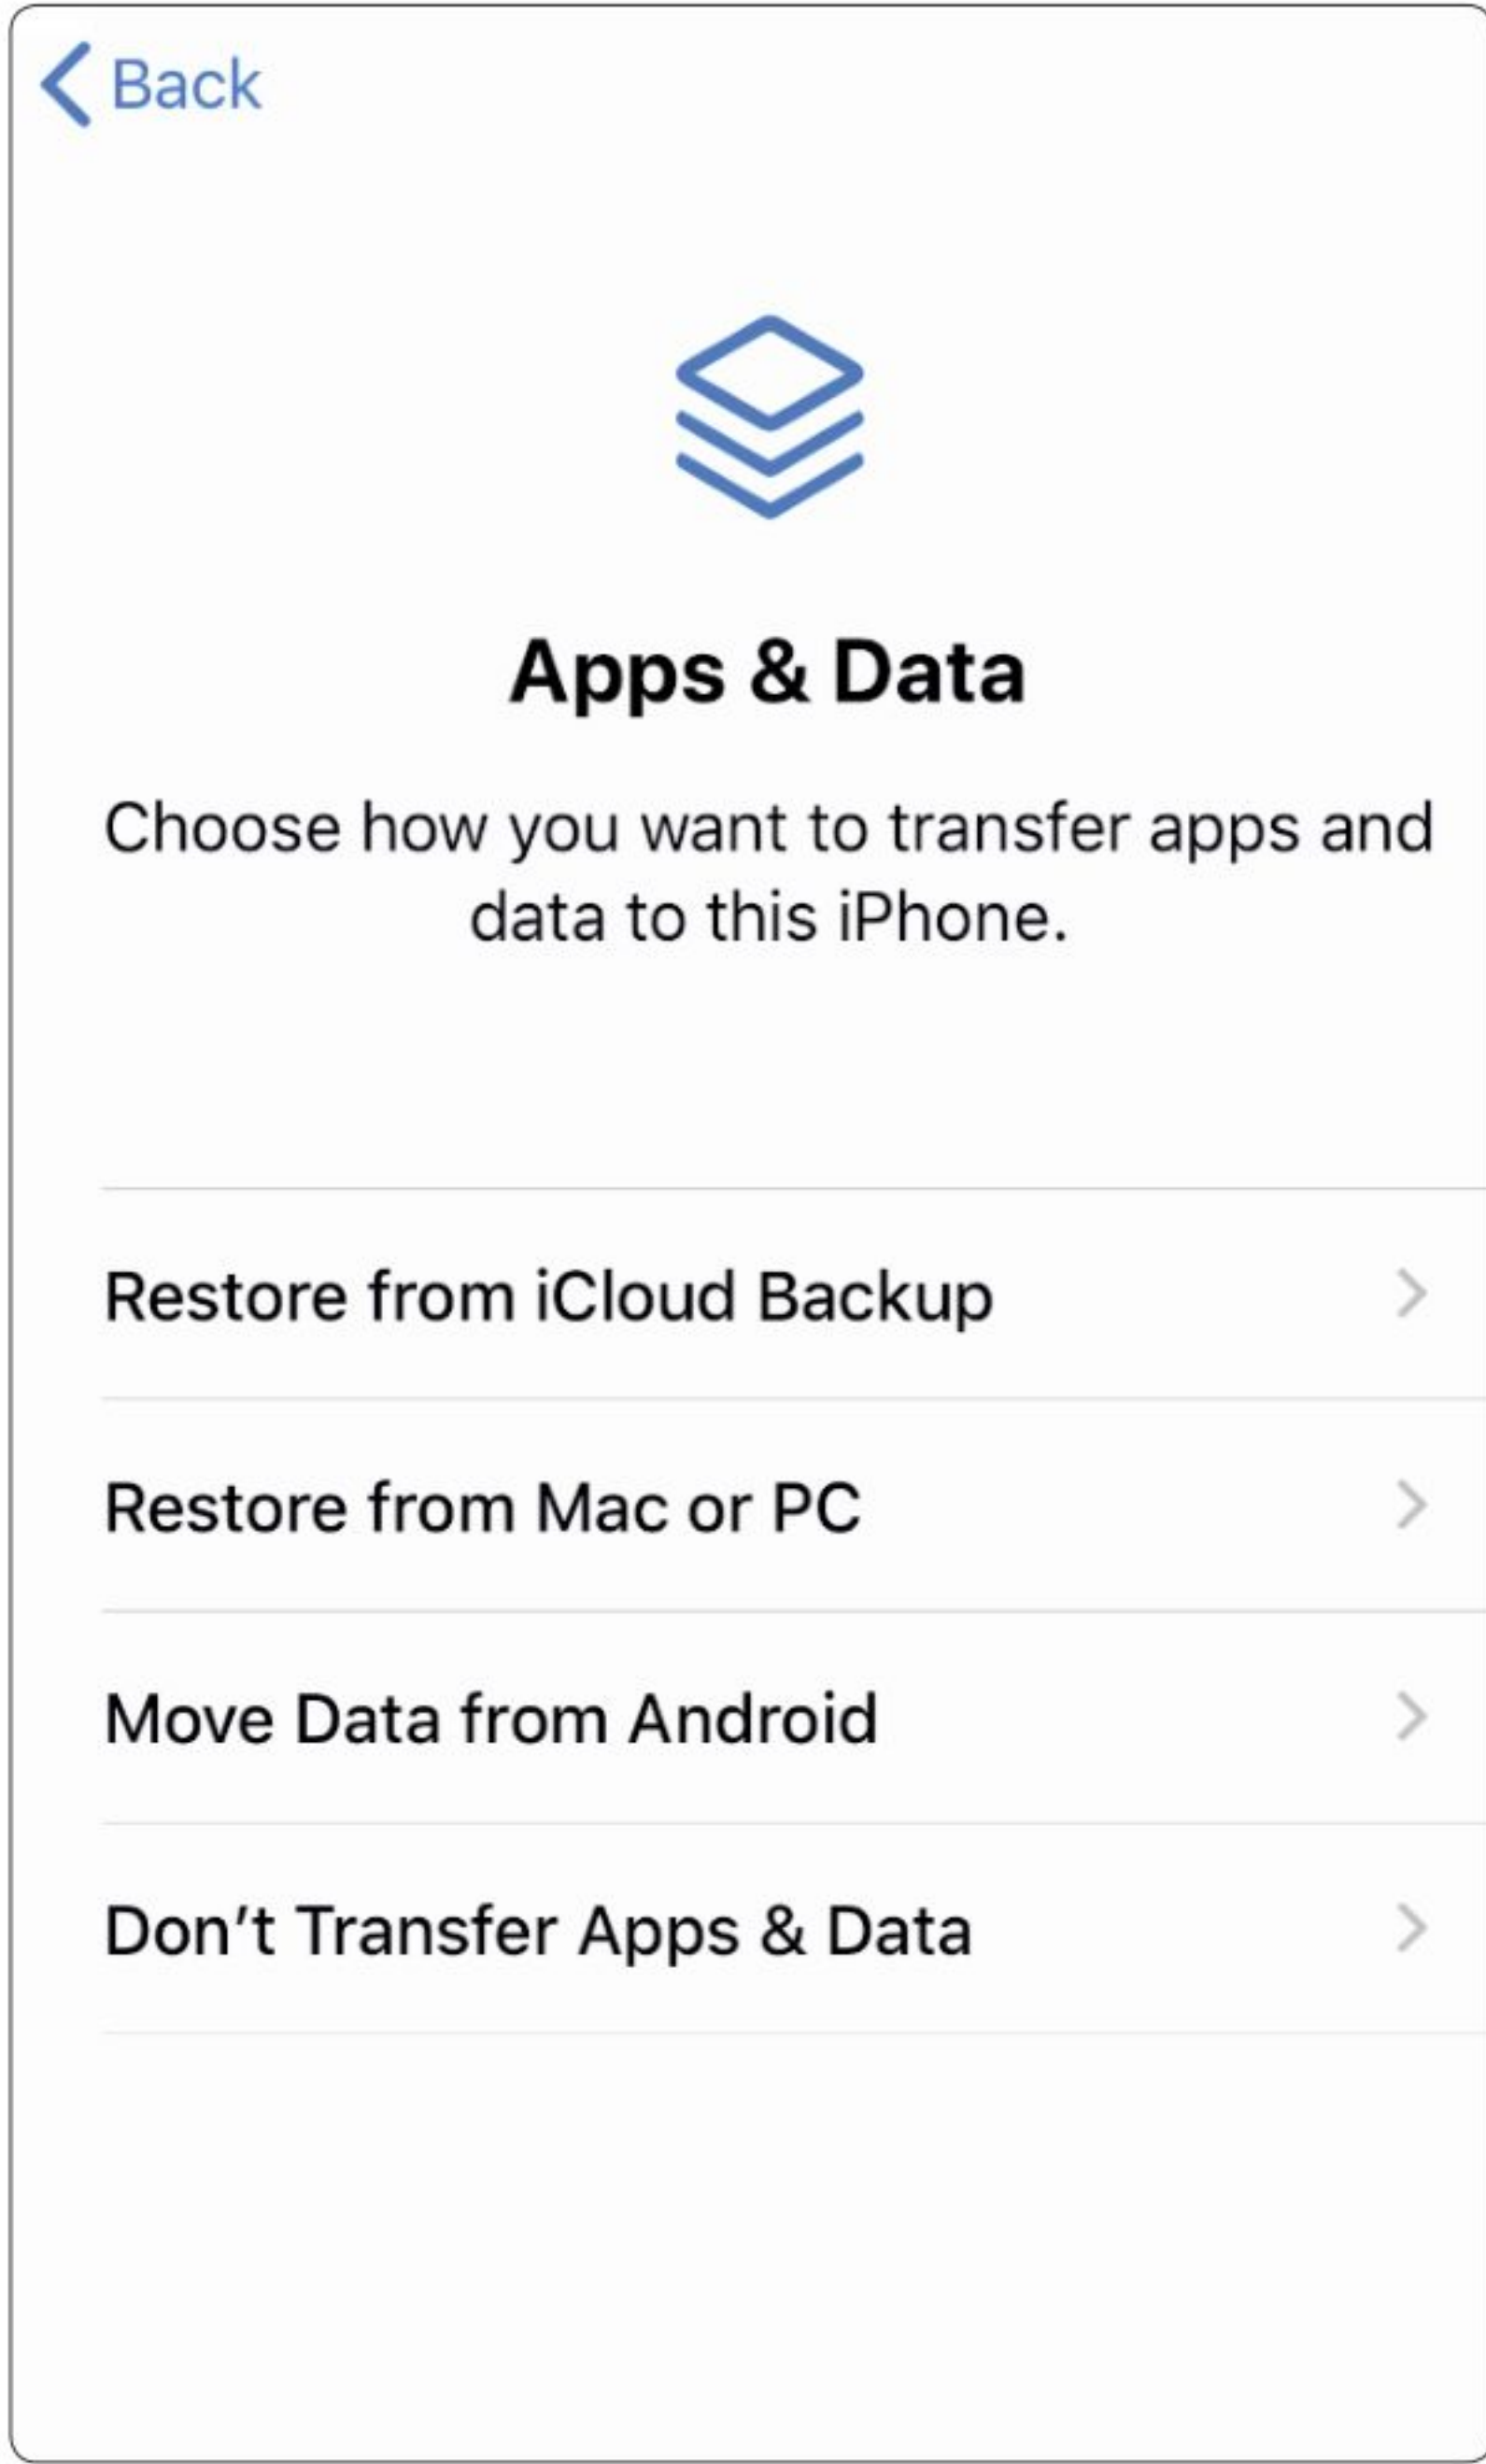 Back
Apps & Data
Choose how you want to transfer apps and
data to this iPhone.
Restore from iCloud Backup
Restore from Mac or PC
Move Data from Android
Don’t Transfer Apps & Data